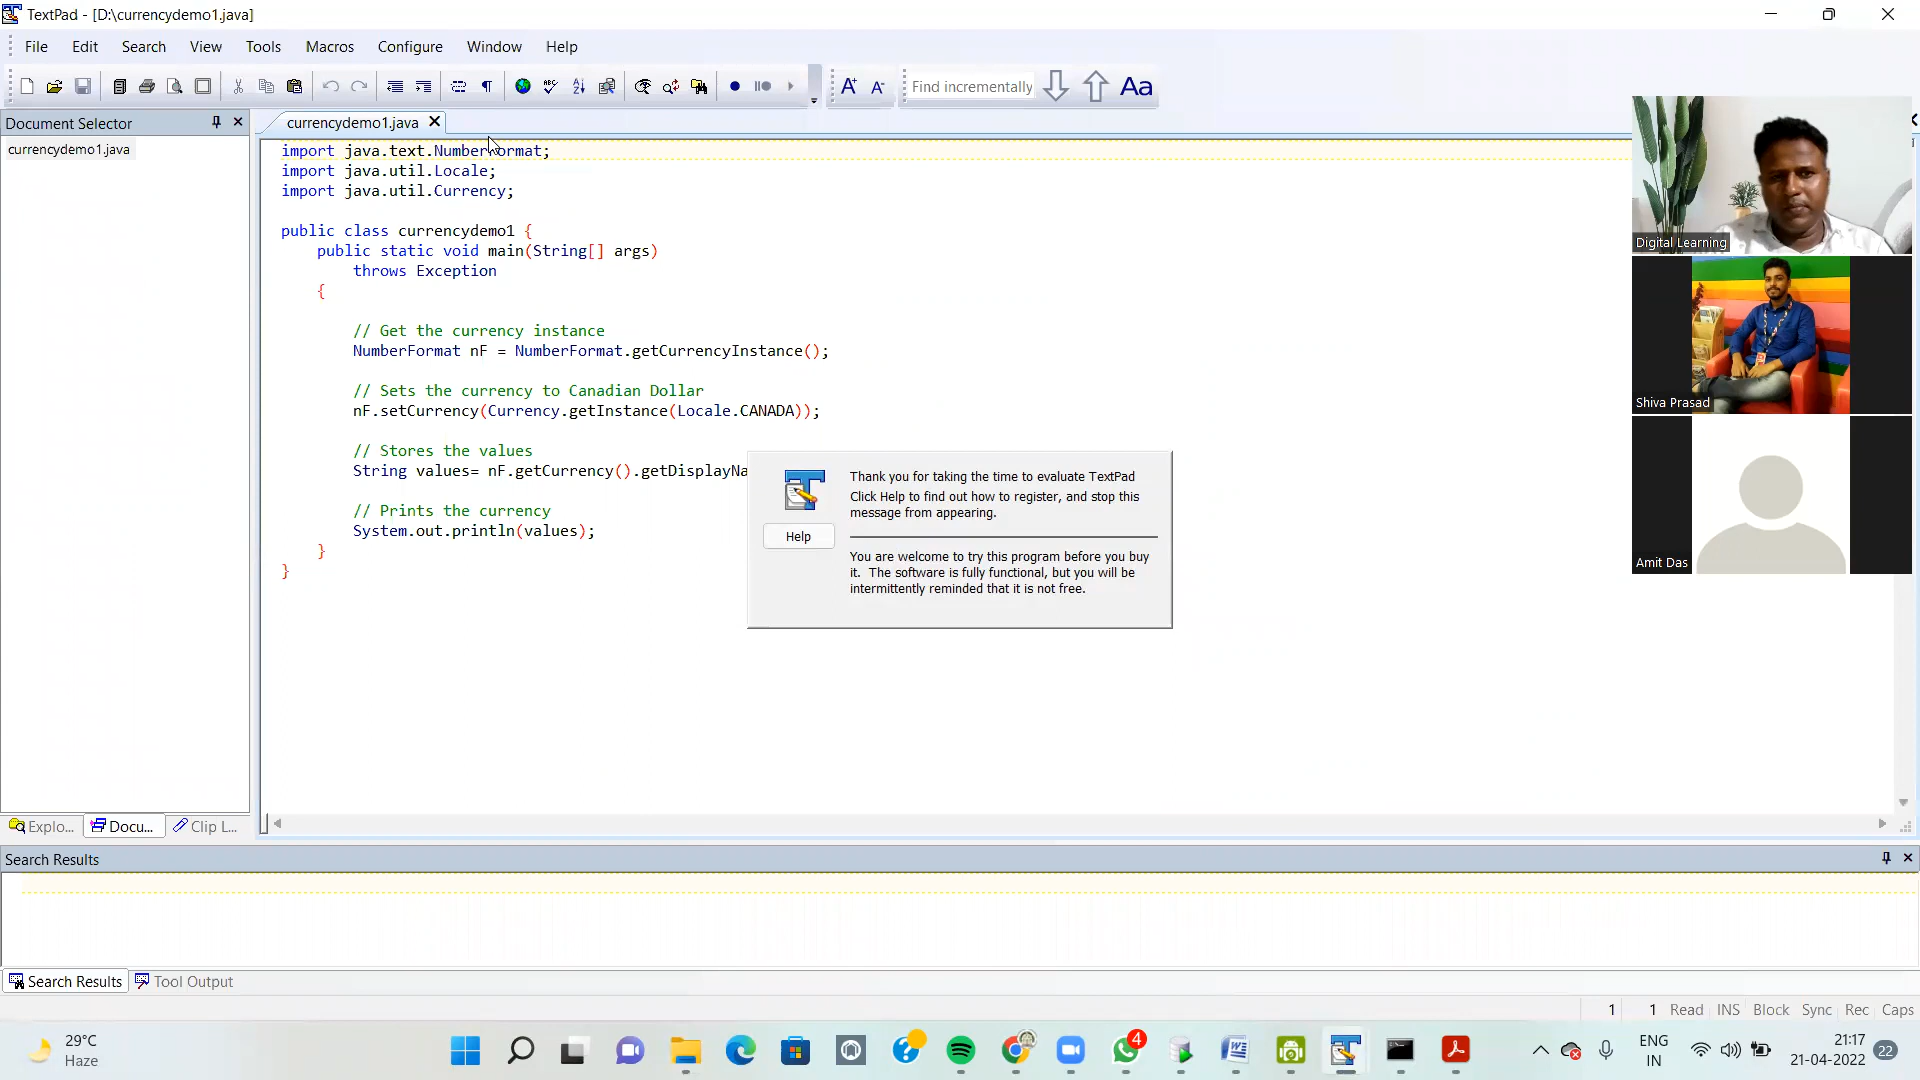 TextPad - [D:\currencydemo1.java]
File Edit Search View Tools Macros Configure Window Help
Find incrementally
Aa
Document Selector
currencydemo1.java
currencydemo1.java
import java.text.NumberFormat;
import java.util.Locale;
import java.util.Currency;
public class currencydemo1 {
public static void main(String[] args)
throws Exception
{
// Get the currency instance
NumberFormat nF = NumberFormat.getCurrencyInstance();
// Sets the currency to Canadian Dollar
nF.setCurrency(Currency.getInstance(Locale.CANADA));
// Stores the values
String values= nF.getCurrency().getDisplayNa
// Prints the currency
System.out.println(values);
}
}
Thank you for taking the time to evaluate TextPad
Click Help to find out how to register, and stop this
message from appearing.
Help
You are welcome to try this program before you buy
it. The software is fully functional, but you will be
intermittently reminded that it is not free.
Digital Learning
Shiva Prasad
Amit Das
Explo... Docu... Clip L...
Search Results
Search Results Tool Output
1 1 Read INS Block Sync Rec Caps
29°C
Haze
4
ENG
IN
21:17
21-04-2022
22